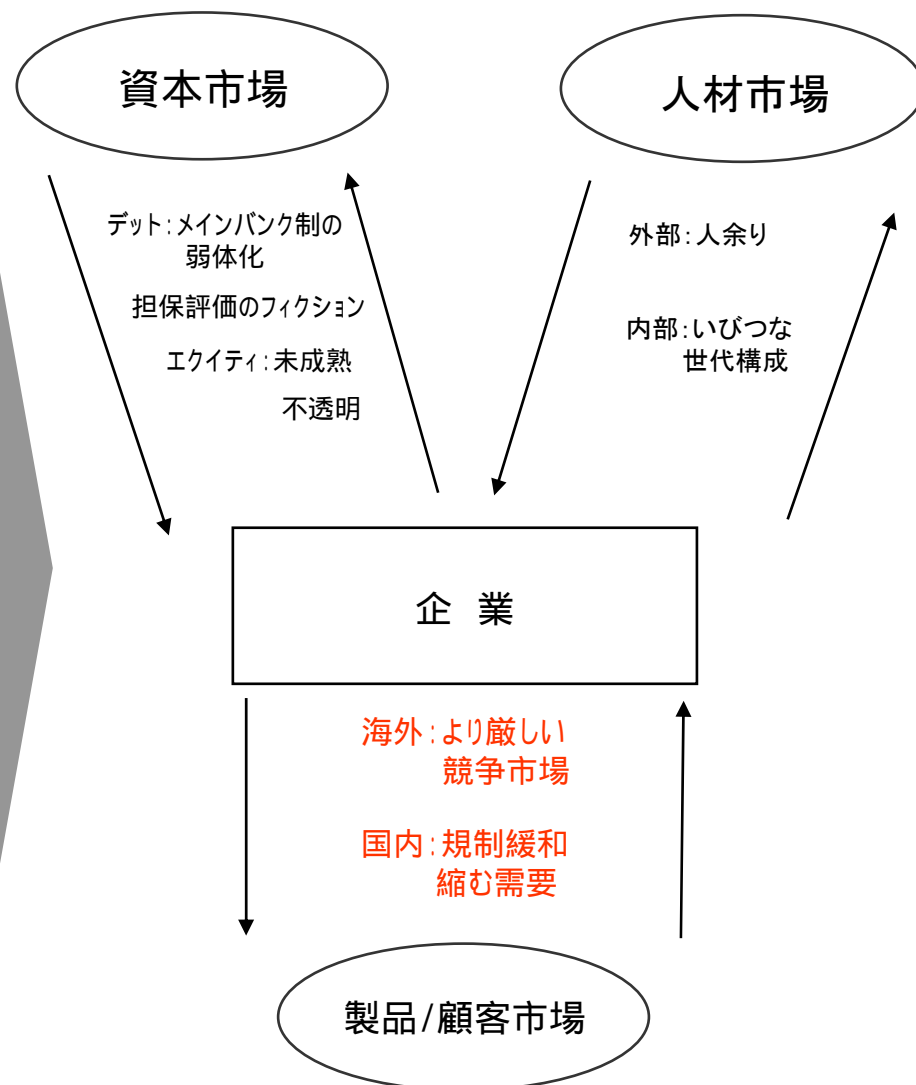 資本市場
人材市場
デット:メインバンク制の
弱体化
担保評価のフィクション
エクイティ:未成熟
不透明
外部:人余り
内部:いびつな
世代構成
企 業
海外:より厳しい
競争市場
国内:規制緩和
縮む需要
製品/顧客市場